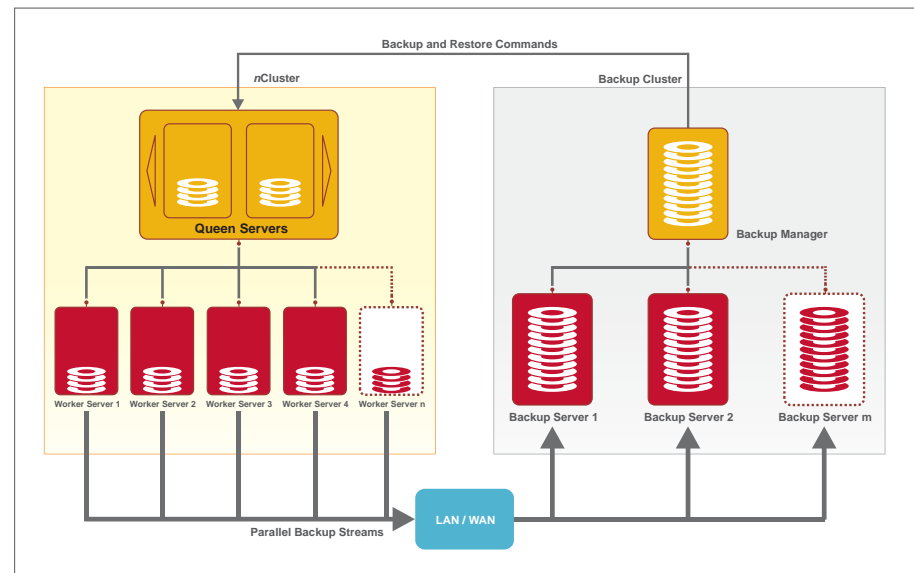 Backup and Restore Commands
nCluster
Backup Cluster
Queen Servers
Backup Manager
Worker Server 1
Worker Server 2
Worker Server 3
Worker Server 4
Worker Server n
Backup Server 1
Backup Server 2
Backup Server m
Parallel Backup Streams
LAN / WAN